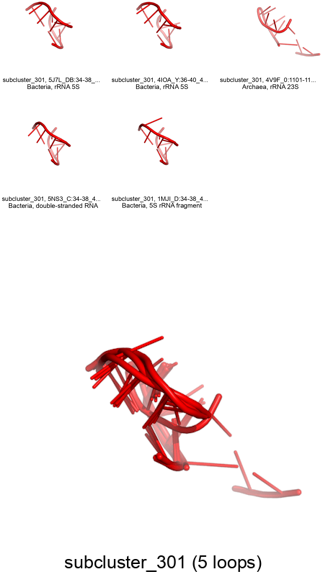 subcluster_301, 5J7L_DB:34-38_...
Bacteria, rRNA 5S
subcluster_301, 4IOA_Y:36-40_4...
Bacteria, rRNA 5S
subcluster_301, 4V9F_0:1101-11...
Archaea, rRNA 23S
subcluster_301, 5NS3_C:34-38_4...
Bacteria, double-stranded RNA
subcluster_301, 1MJI_D:34-38_4...
Bacteria, 5S rRNA fragment
subcluster_301 (5 loops)